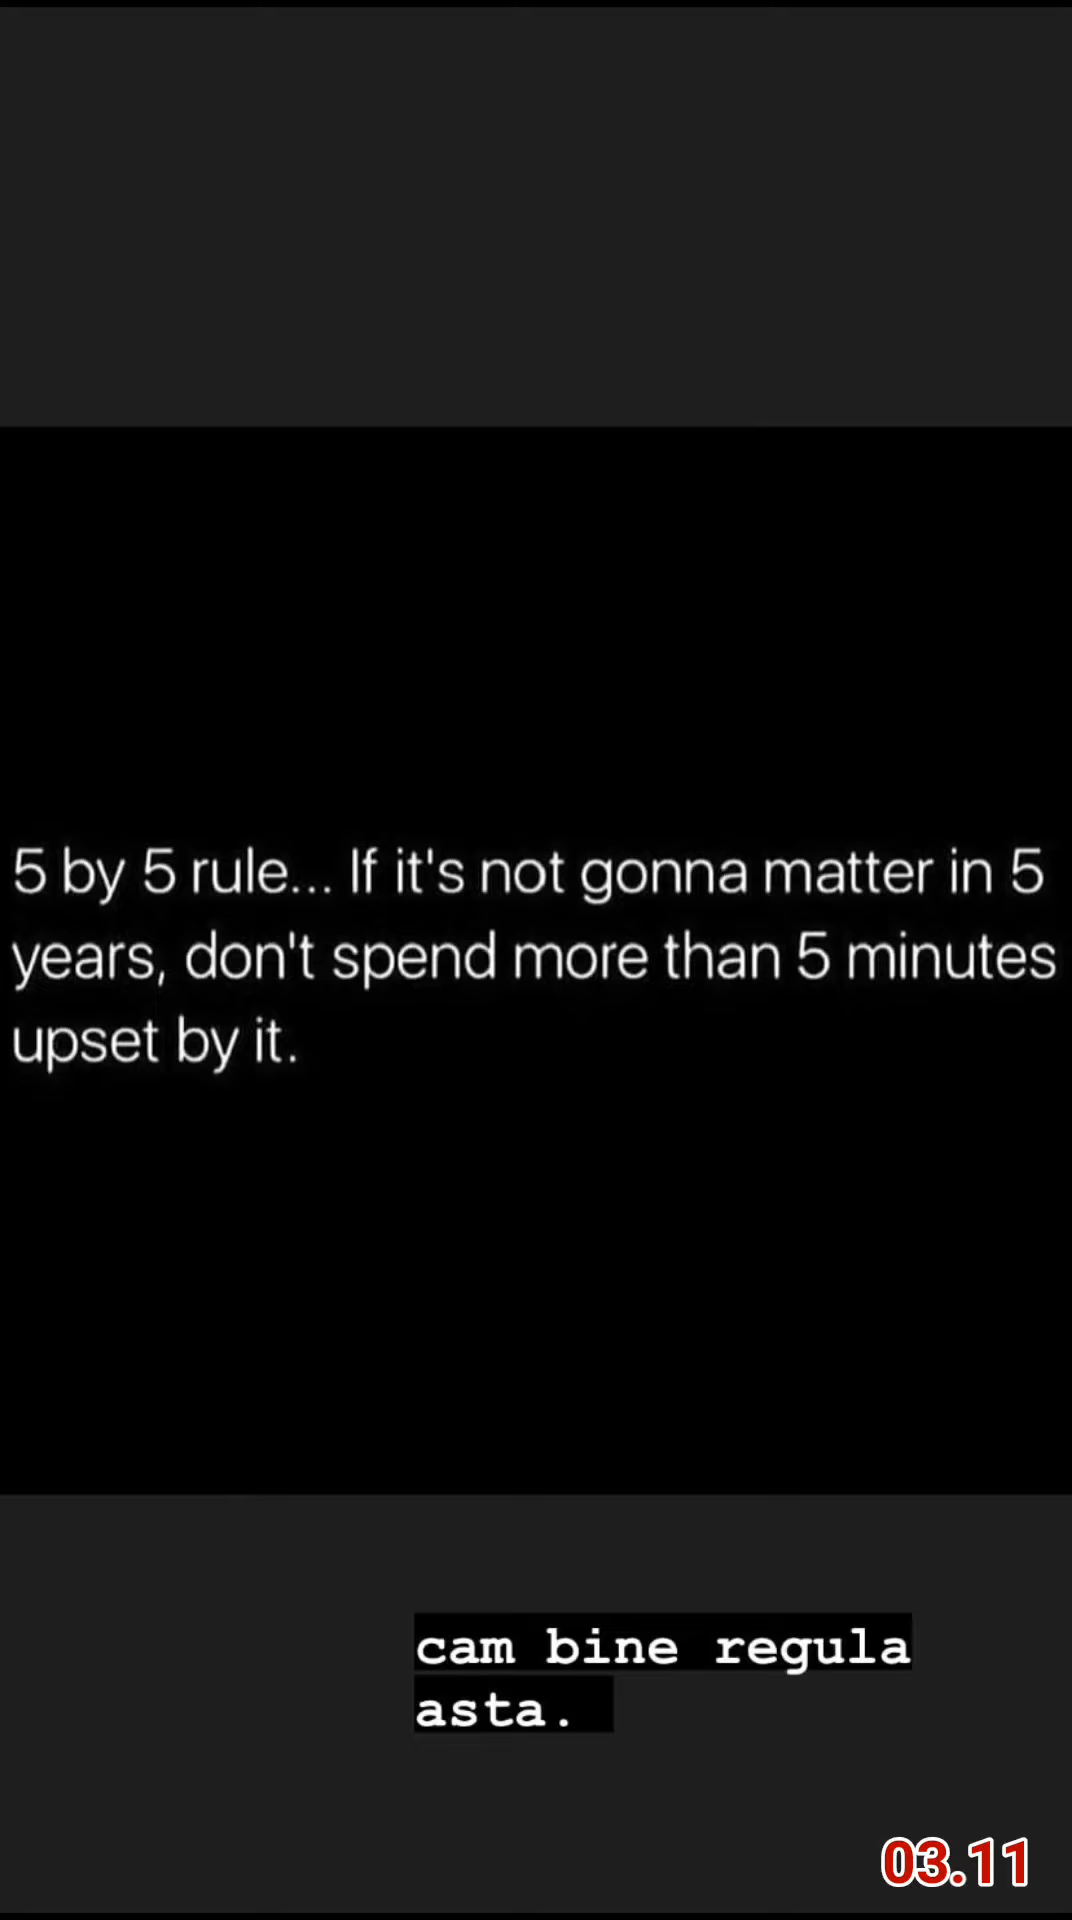 5 by 5 rule... If it's not gonna matter in 5
years, don't spend more than 5 minutes
upset by it.
cam bine regula
asta.
03.11